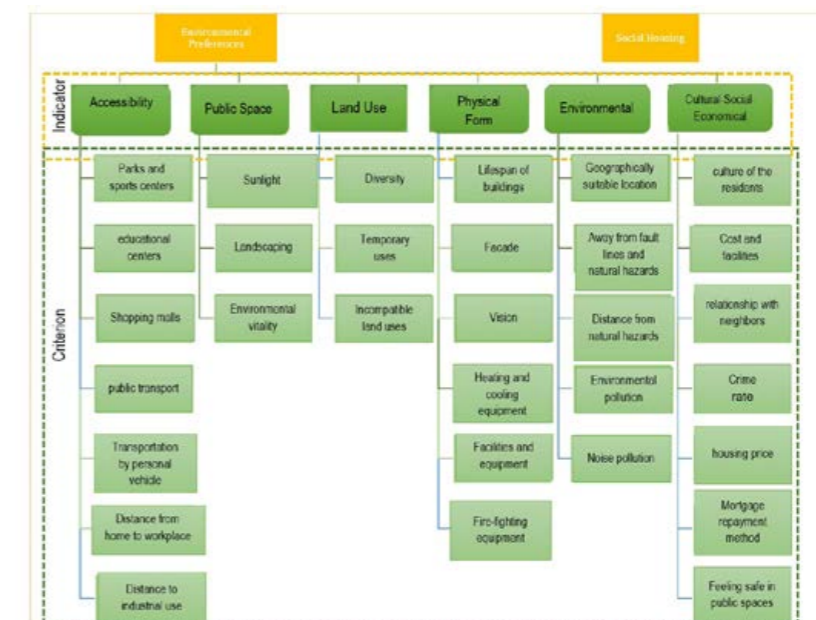 Environmental
Preferences
Social Housing
Indicator
Accessibility
Public Space
Land Use
Physical
Form
Environmental
Cultural-Social
Economical
Criterion
Parks and
sports centers
educational
centers
Shopping malls
public transport
Transportation
by personal
vehicle
Distance from
home to workplace
Distance to
industrial use
Sunlight
Landscaping
Environmental
vitality
Diversity
Temporary
uses
Incompatible
land uses
Lifespan of
buildings
Facade
Vision
Heating and
cooling
equipment
Facilities and
equipment
Fire-fighting
equipment
Geographically
suitable location
Away from fault
lines and
natural hazards
Distance from
natural hazards
Environmental
pollution
Noise pollution
culture of the
residents
Cost and
facilities
relationship with
neighbors
Crime
rate
housing price
Mortgage
repayment
method
Feeling safe in
public spaces